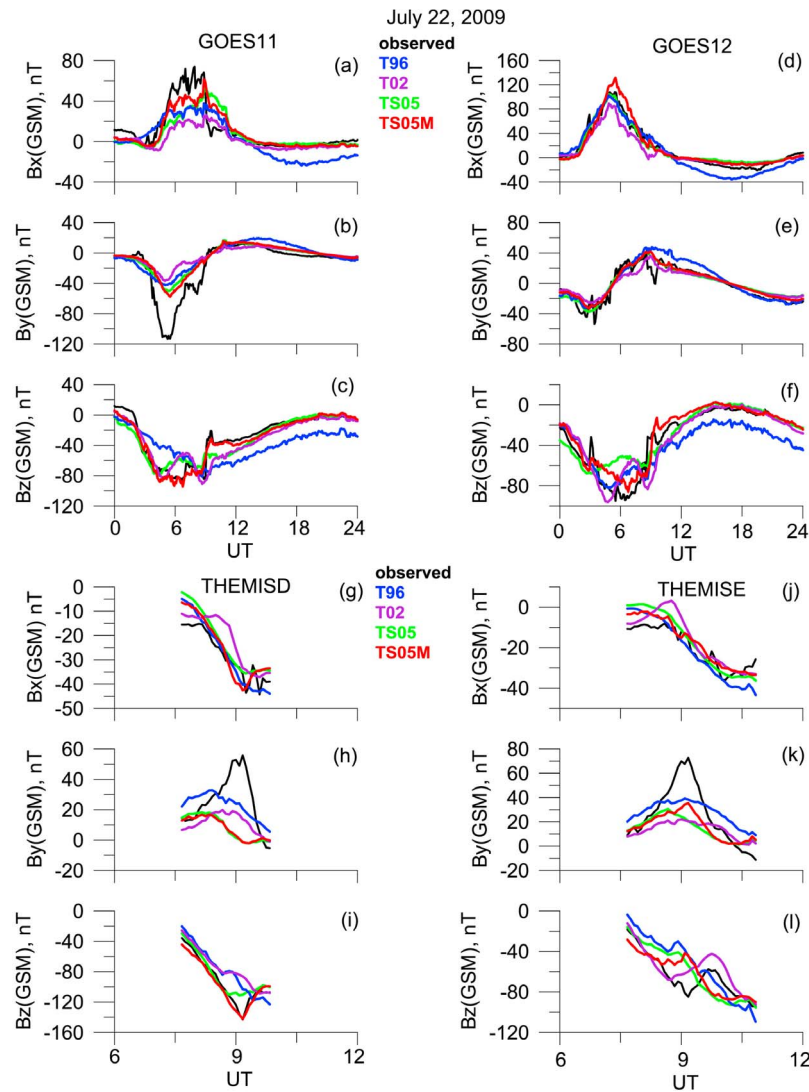 July 22, 2009
GOES11
observed
T96
T02
TS05
TS05M
GOES12
(a)
Bx(GSM), nT
80
40
0
-40
(d)
Bx(GSM), nT
160
120
80
40
0
-40
(b)
By(GSM), nT
40
0
-40
-80
-120
(e)
By(GSM), nT
80
40
0
-40
-80
(c)
Bz(GSM), nT
40
0
-40
-80
-120
0 6 12 18 24
UT
(f)
Bz(GSM), nT
0
-40
-80
0 6 12 18 24
UT
THEMISD
observed
T96
T02
TS05
TS05M
THEMISE
(g)
Bx(GSM) nT
0
-10
-20
-30
-40
-50
(j)
Bx(GSM), nT
0
-20
-40
(h)
By(GSM), nT
60
40
20
0
-20
(k)
By(GSM), nT
80
60
40
20
0
-20
(i)
Bz(GSM), nT
0
-40
-80
-120
-160
6 9 12
UT
(l)
Bz(GSM), nT
0
-40
-80
-120
6 9 12
UT